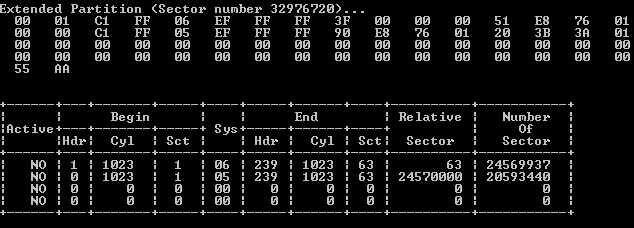 Extended Partition (Sector number 32976720)...
00 01 C1 FF 06 EF FF FF 3F 00 00 00 51 E8 76 01
00 00 C1 FF 05 EF FF FF 90 E8 76 01 20 3B 3A 01
00 00 00 00 00 00 00 00 00 00 00 00 00 00 00 00
00 00 00 00 00 00 00 00 00 00 00 00 00 00 00 00
55 AA
Begin End Relative Number
Active Sys Of
Hdr Cyl Sct Hdr Cyl Sct Sector Sector
NO 1 1023 1 06 239 1023 63 63 24569937
NO 0 1023 1 05 239 1023 63 24570000 20593440
NO 0 0 0 00 0 0 0 0 0
NO 0 0 0 00 0 0 0 0 0